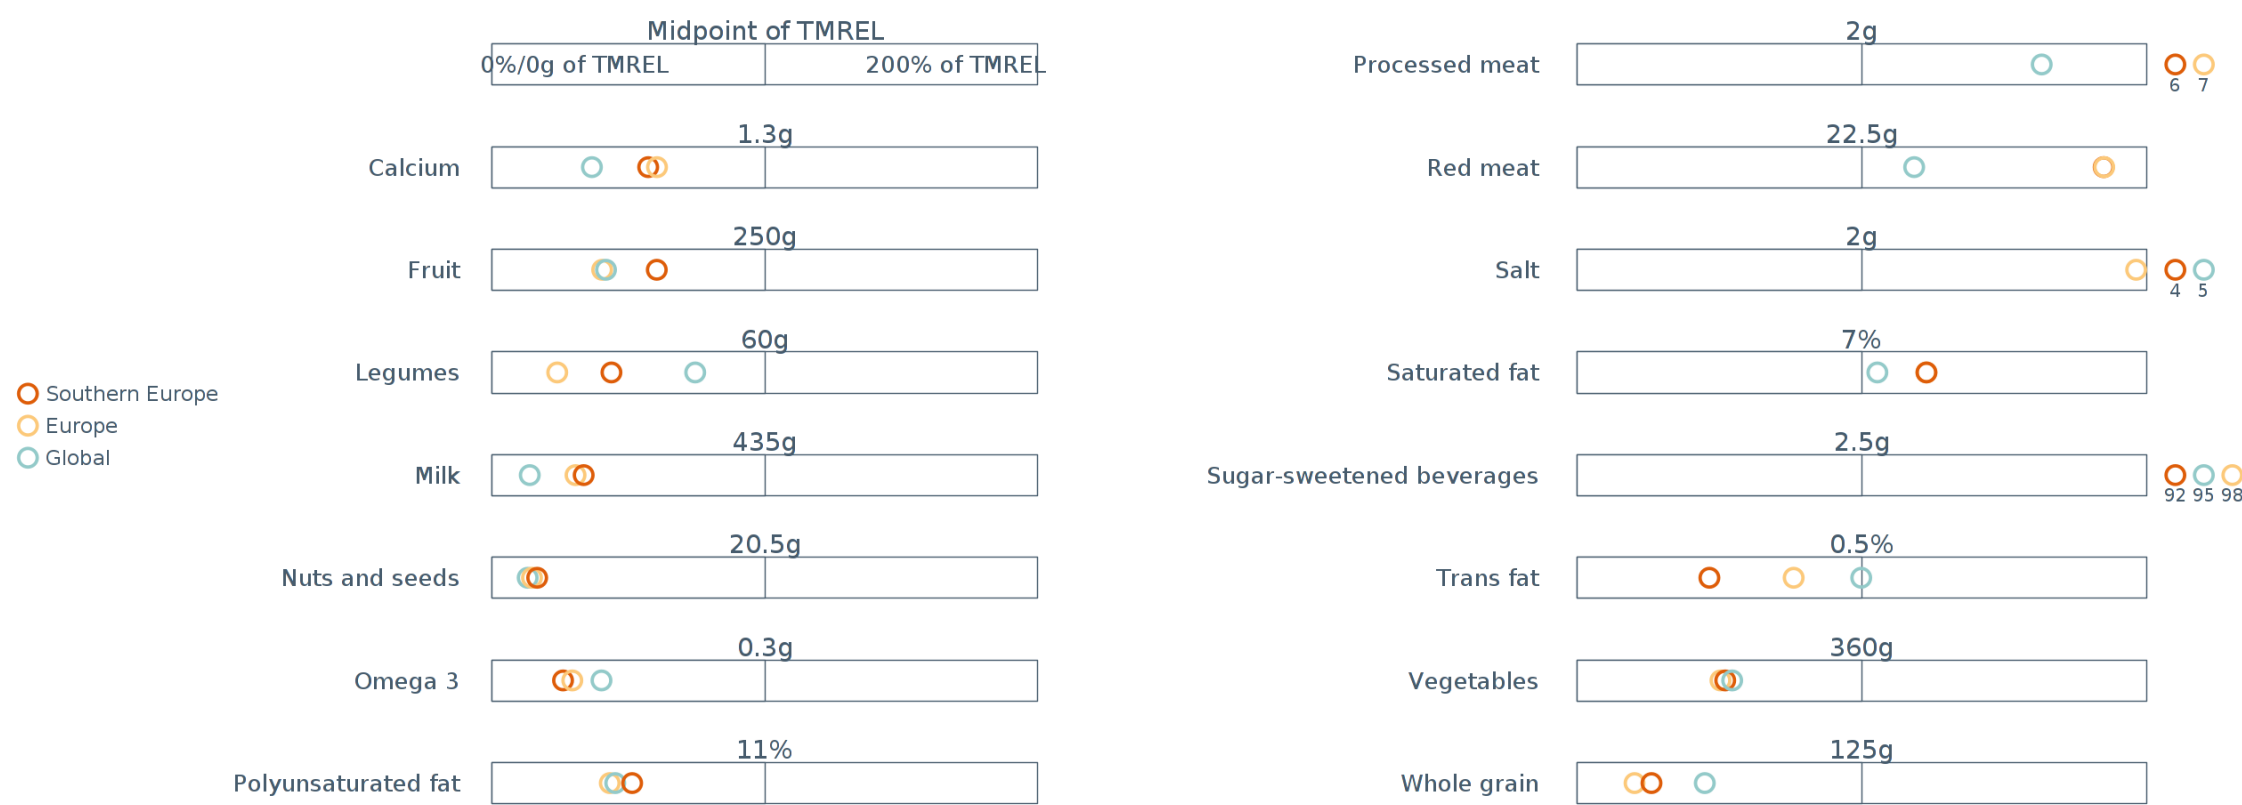 Midpoint of TMREL
0%/0g of TMREL 200% of TMREL
Calcium 1.3g
Fruit 250g
Legumes 60g
Milk 435g
Nuts and seeds 20.5g
Omega 3 0.3g
Polyunsaturated fat 11%
Southern Europe
Europe
Global
Processed meat 2g
6 7
Red meat 22.5g
Salt 2g
4 5
Saturated fat 7%
Sugar-sweetened beverages 2.5g
92 95 98
Trans fat 0.5%
Vegetables 360g
Whole grain 125g